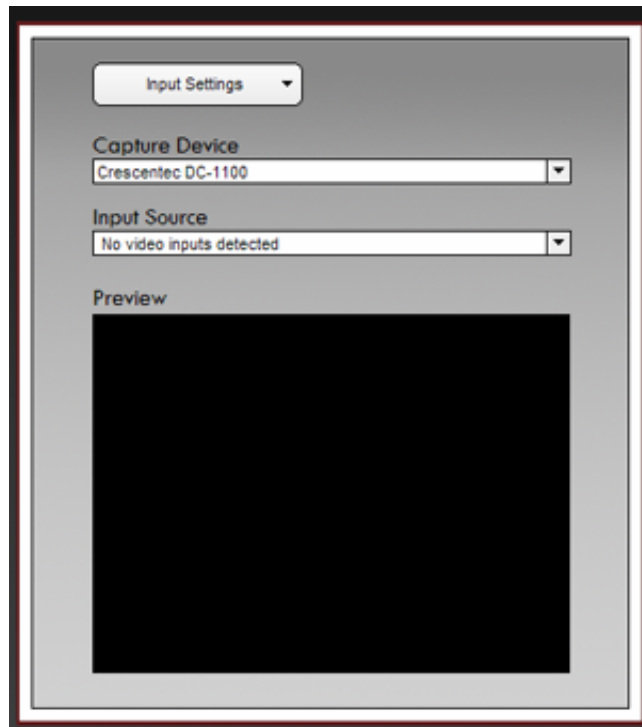 Input Settings
Capture Device
Crescentec DC-1100
Input Source
No video inputs detected
Preview